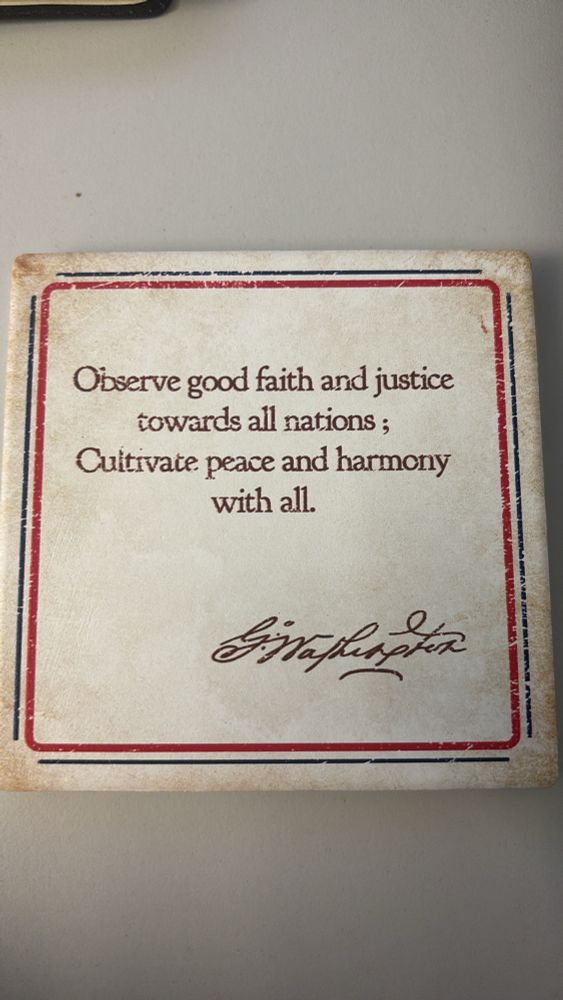 Observe good faith and justice
towards all nations ;
Cultivate peace and harmony
with all.
G:Washington